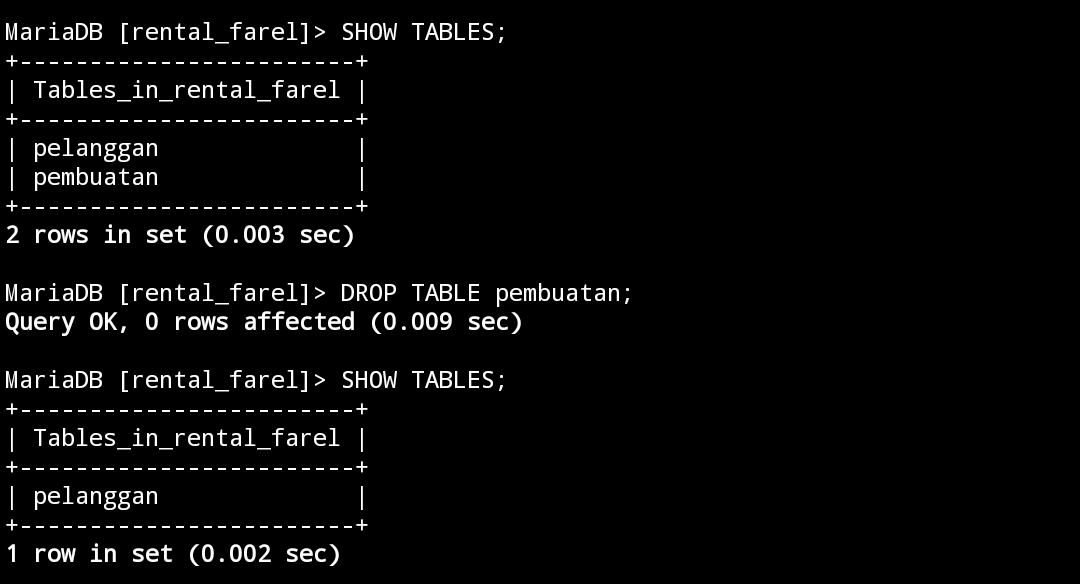 MariaDB [rental_farel]> SHOW TABLES;
+------------------------+
| Tables_in_rental_farel |
+------------------------+
| pelanggan              |
| pembuatan              |
+------------------------+
2 rows in set (0.003 sec)
MariaDB [rental_farel]> DROP TABLE pembuatan;
Query OK, 0 rows affected (0.009 sec)
MariaDB [rental_farel]> SHOW TABLES;
+------------------------+
| Tables_in_rental_farel |
+------------------------+
| pelanggan              |
+------------------------+
1 row in set (0.002 sec)